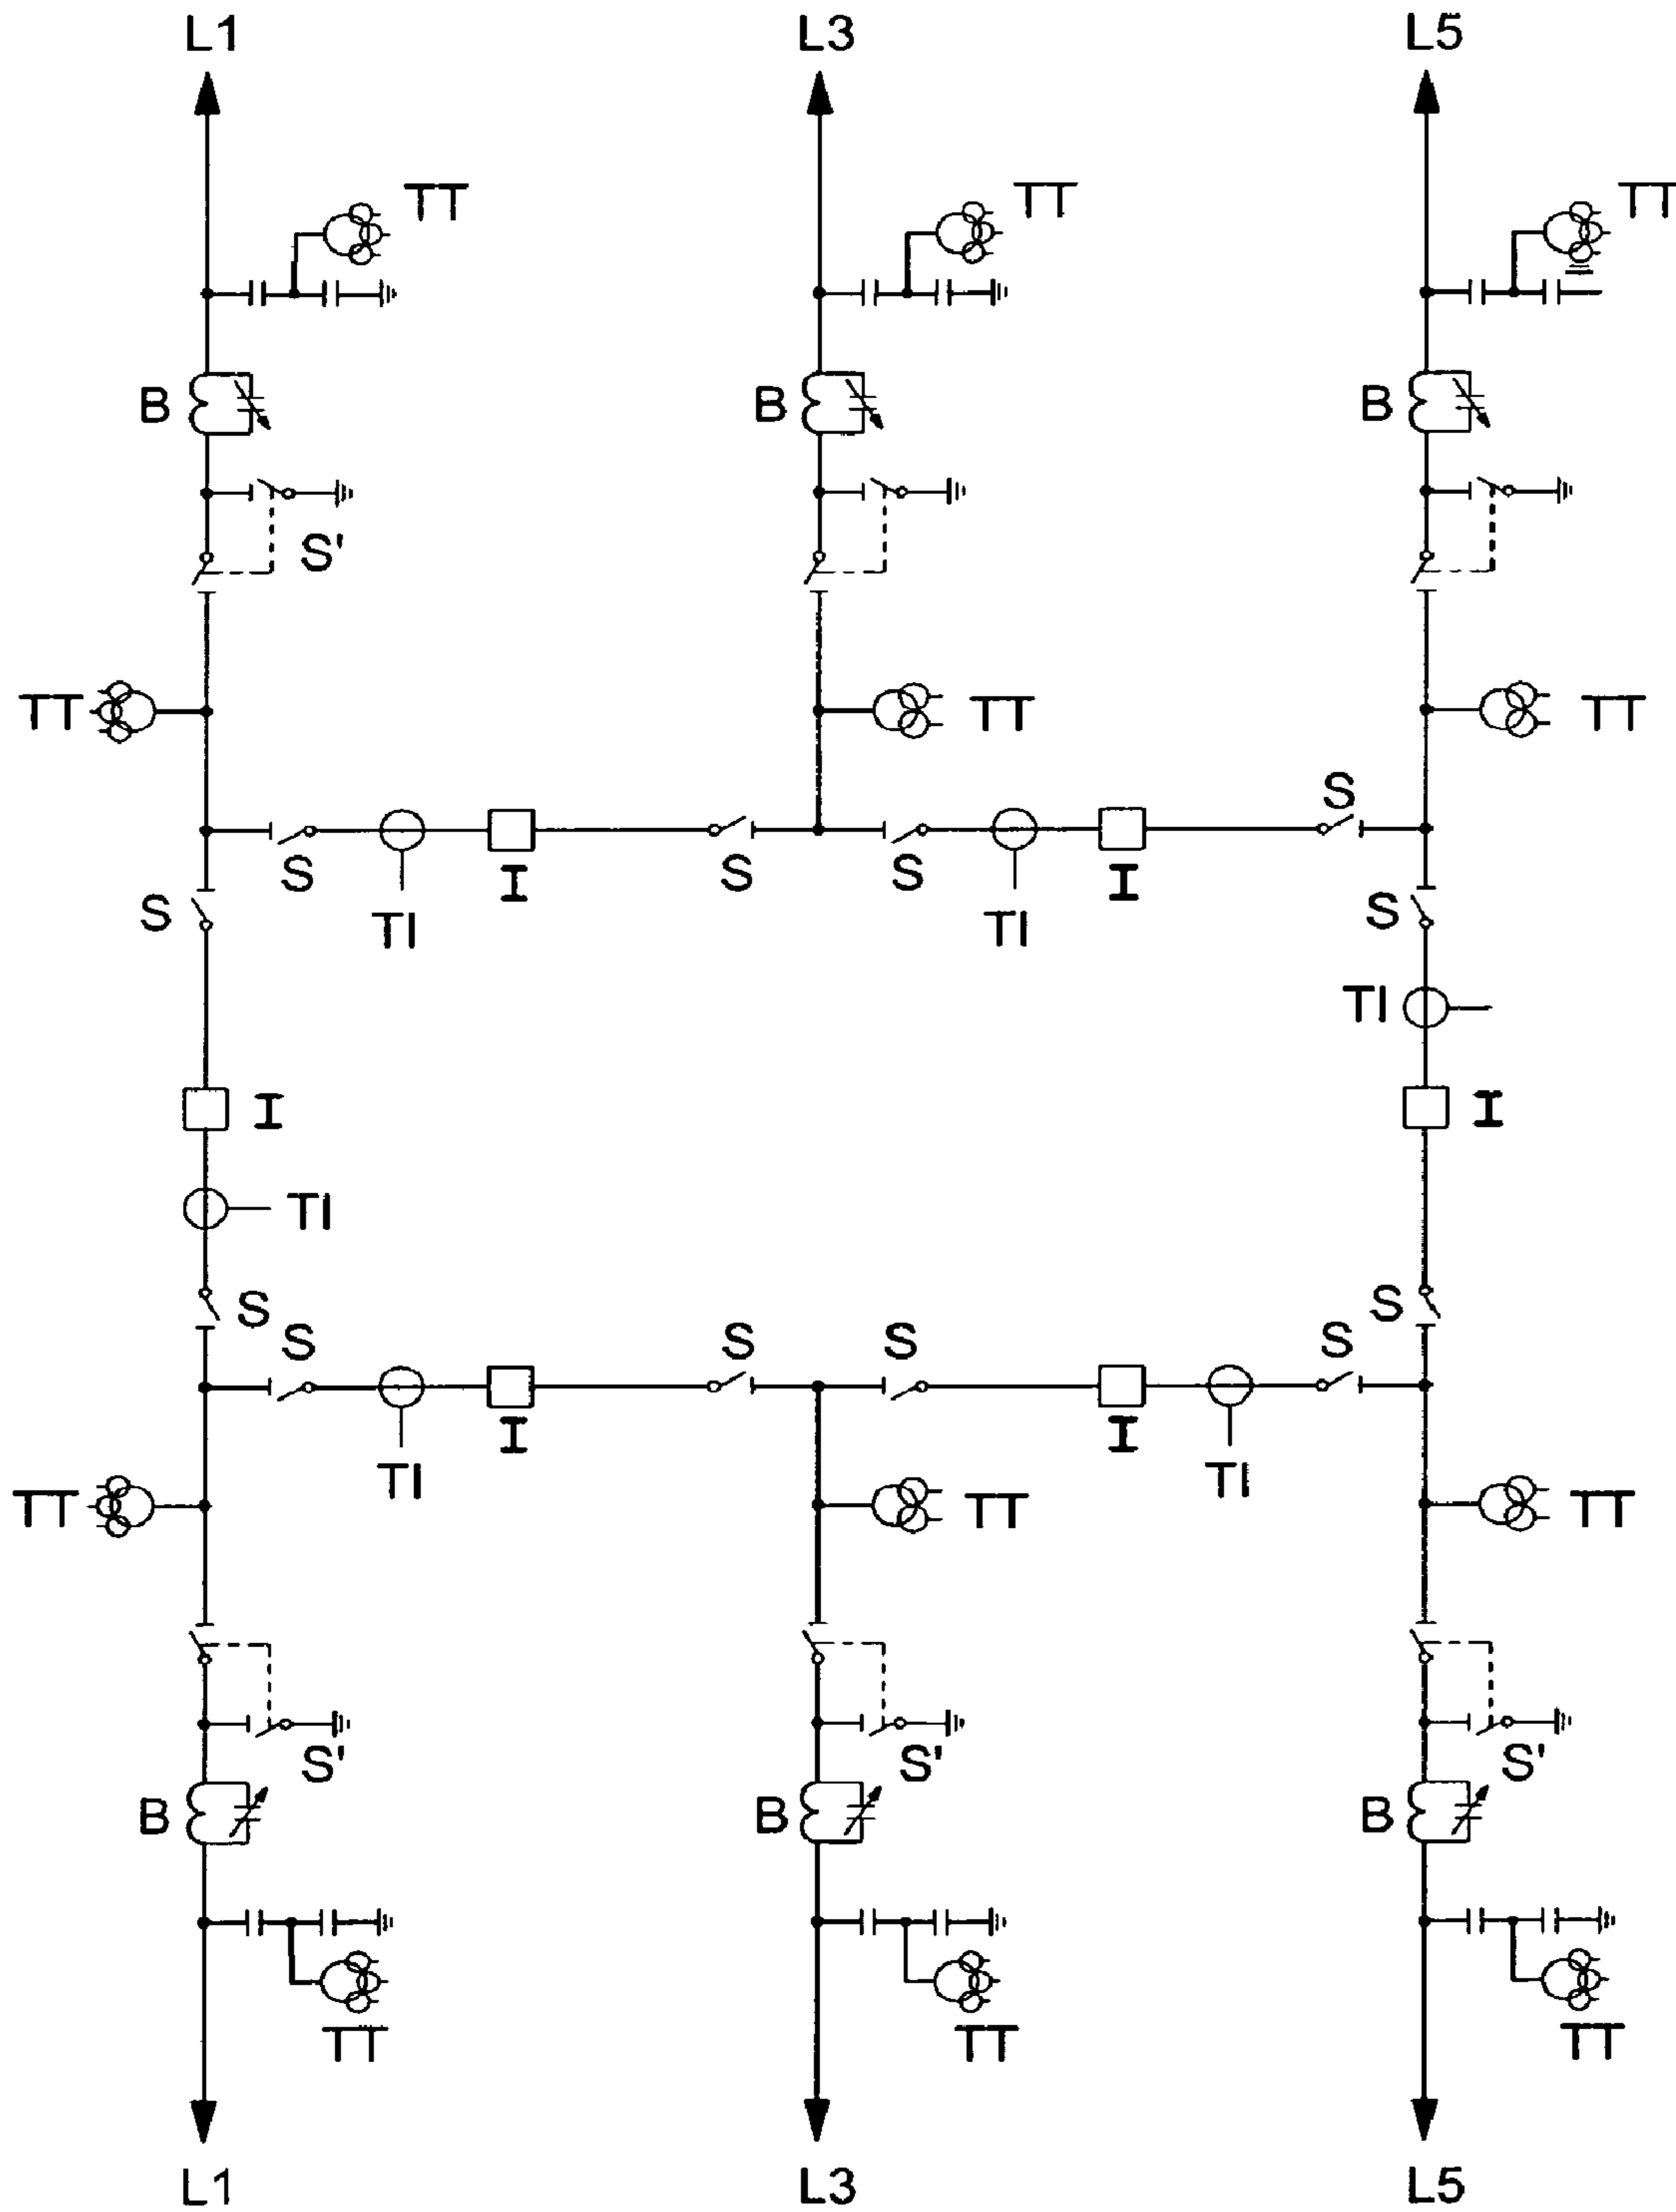 L1 L3 L5
TT TT TT
B B B
S'
TT TT TT
S
S I S S I
S TI TI S
TI
I I
TI
S S
S S S S
I I
TI TI
TT TT TT
S' S' S'
B B B
TT TT TT
L1 L3 L5